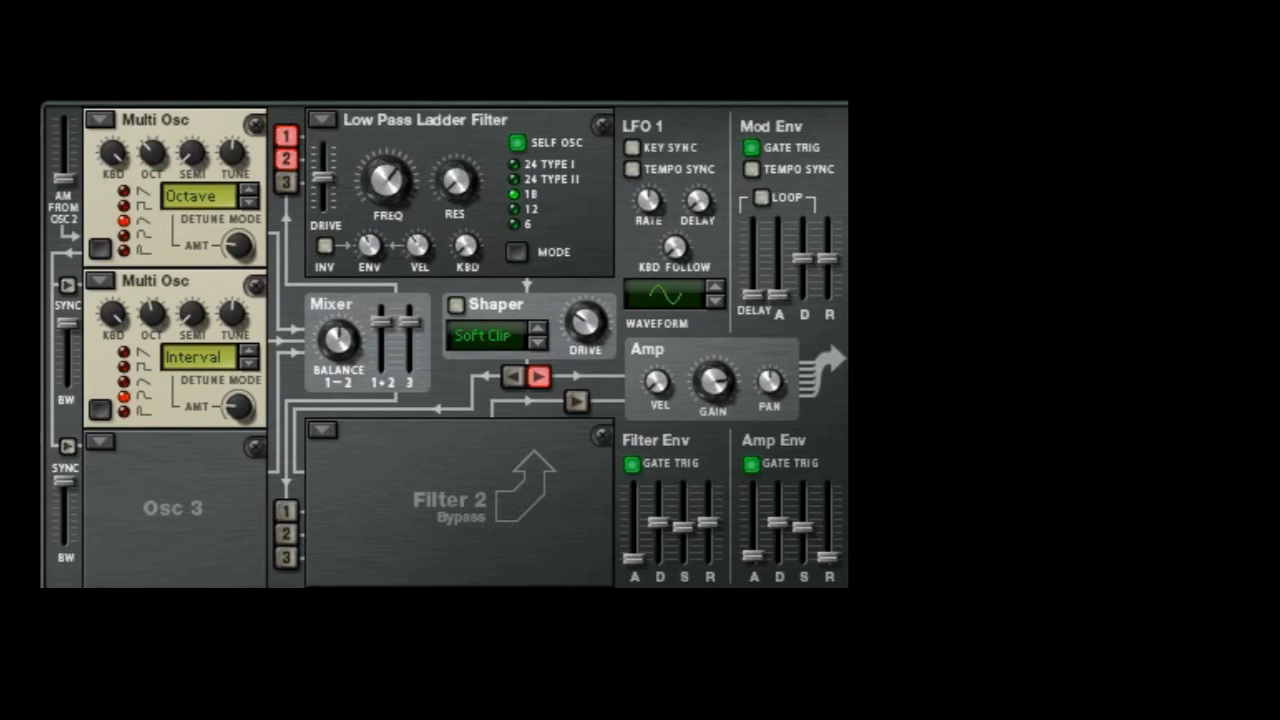 Multi Osc
KBD OCT SEMI TUNE
AM
FROM
OSC 2
Octave
DETUNE MODE
AMT
SYNC
Multi Osc
KBD OCT SEMI TUNE
Interval
DETUNE MODE
AMT
BW
SYNC
Osc 3
BW
1
2
3
Low Pass Ladder Filter
SELF OSC
24 TYPE I
24 TYPE II
18
12
6
FREQ RES
DRIVE
INV ENV VEL KBD
MODE
Mixer
BALANCE
1-2 1+2 3
Shaper
Soft Clip
DRIVE
Filter 2
Bypass
1
2
3
LFO 1
KEY SYNC
TEMPO SYNC
RATE DELAY
KBD FOLLOW
WAVEFORM
Mod Env
GATE TRIG
TEMPO SYNC
LOOP
DELAY A D R
Amp
VEL GAIN PAN
Filter Env
GATE TRIG
A D S R
Amp Env
GATE TRIG
A D S R